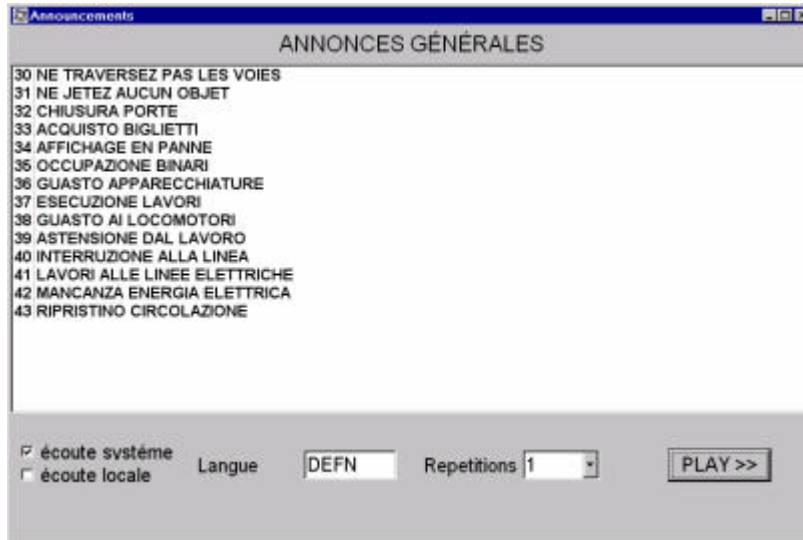 Announcements
ANNONCES GÉNÉRALES
30 NE TRAVERSEZ PAS LES VOIES
31 NE JETEZ AUCUN OBJET
32 CHIUSURA PORTE
33 ACQUISTO BIGLIETTI
34 AFFICHAGE EN PANNE
35 OCCUPAZIONE BINARI
36 GUASTO APPARECCHIATURE
37 ESECUZIONE LAVORI
38 GUASTO AI LOCOMOTORI
39 ASTENSIONE DAL LAVORO
40 INTERRUZIONE ALLA LINEA
41 LAVORI ALLE LINEE ELETTRICHE
42 MANCANZA ENERGIA ELETTRICA
43 RIPRISTINO CIRCOLAZIONE
écoute systéme
écoute locale
Langue DEFN Repetitions 1 PLAY >>